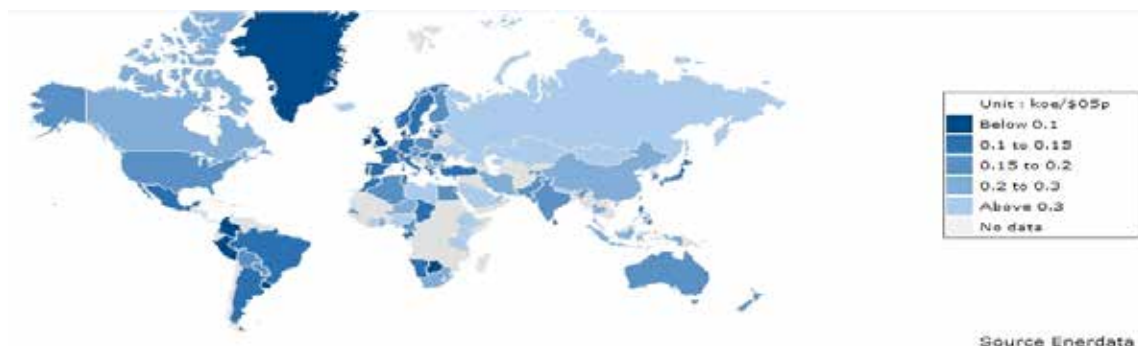 Unit : koe/$05p
Below 0.1
0.1 to 0.15
0.15 to 0.2
0.2 to 0.3
Above 0.3
No data
Source Enerdata